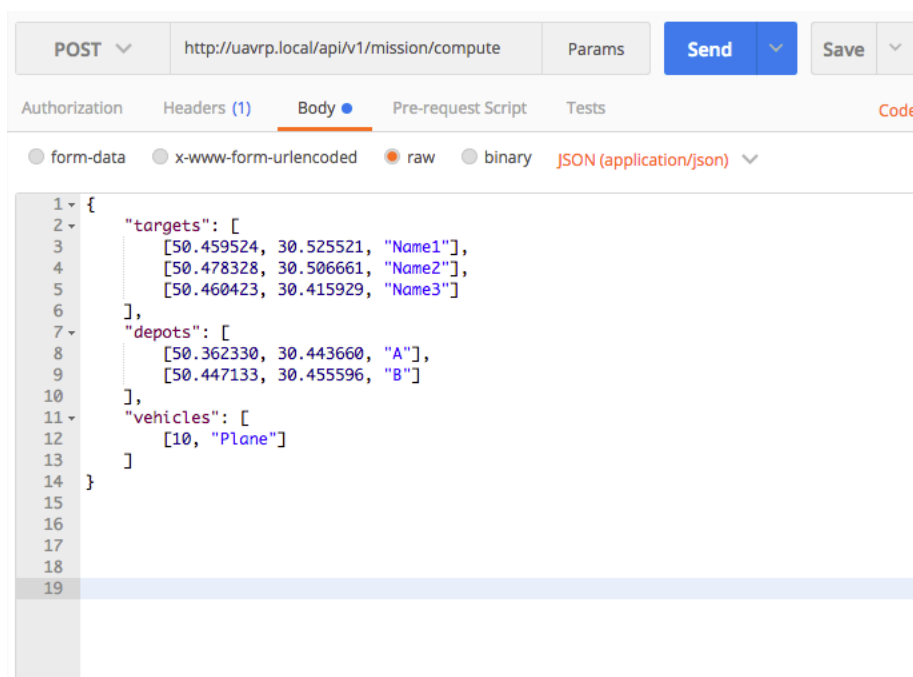 POST http://uavrp.local/api/v1/mission/compute Params Send Save
Authorization Headers (1) Body Pre-request Script Tests Code
form-data x-www-form-urlencoded raw binary JSON (application/json)
1 {
2 "targets": [
3 [50.459524, 30.525521, "Name1"],
4 [50.478328, 30.506661, "Name2"],
5 [50.460423, 30.415929, "Name3"]
6 ],
7 "depots": [
8 [50.362330, 30.443660, "A"],
9 [50.447133, 30.455596, "B"]
10 ],
11 "vehicles": [
12 [10, "Plane"]
13 ]
14 }
15
16
17
18
19